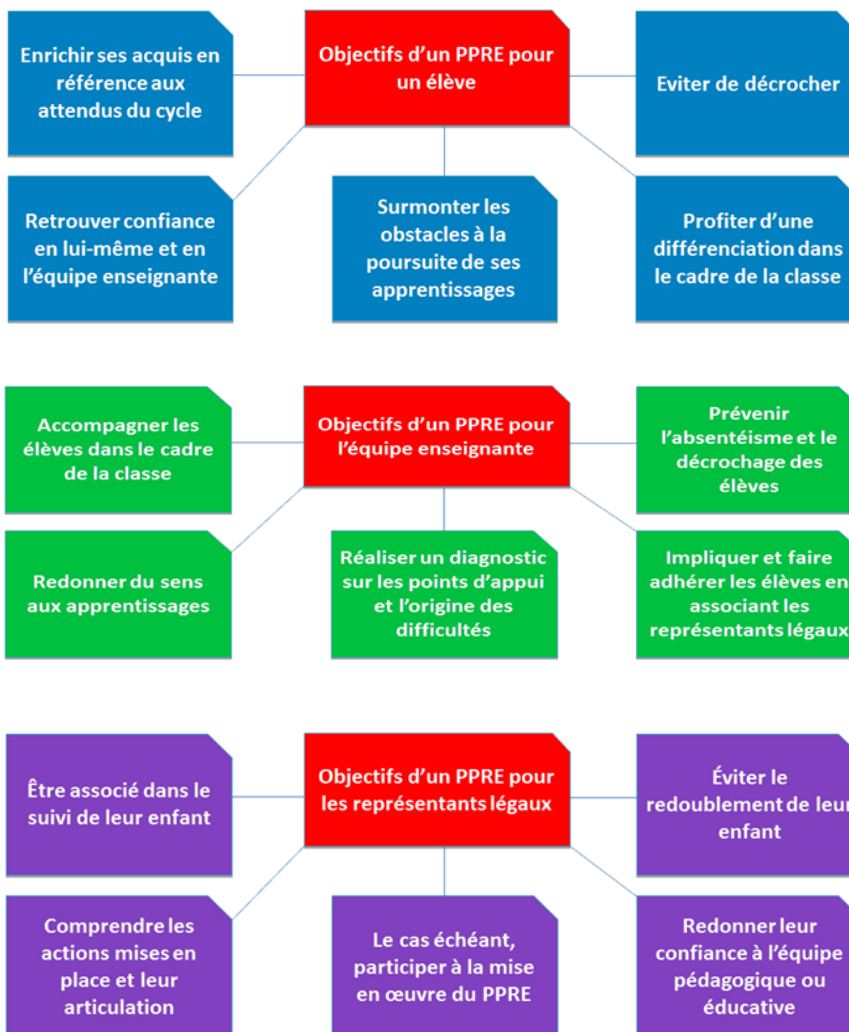 Enrichir ses acquis en
référence aux
attendus du cycle
Objectifs d'un PPRE pour
un élève
Eviter de décrocher
Retrouver confiance
en lui-même et en
l'équipe enseignante
Surmonter les
obstacles à la
poursuite de ses
apprentissages
Profiter d'une
différenciation dans
le cadre de la classe
Accompagner les
élèves dans le cadre
de la classe
Objectifs d'un PPRE pour
l'équipe enseignante
Prévenir
l'absentéisme et le
décrochage des
élèves
Redonner du sens
aux apprentissages
Réaliser un diagnostic
sur les points d'appui
et l'origine des
difficultés
Impliquer et faire
adhérer les élèves en
associant les
représentants légaux
Être associé dans le
suivi de leur enfant
Objectifs d'un PPRE pour
les représentants légaux
Éviter le
redoublement de leur
enfant
Comprendre les
actions mises en
place et leur
articulation
Le cas échéant,
participer à la mise
en œuvre du PPRE
Redonner leur
confiance à l'équipe
pédagogique ou
éducative